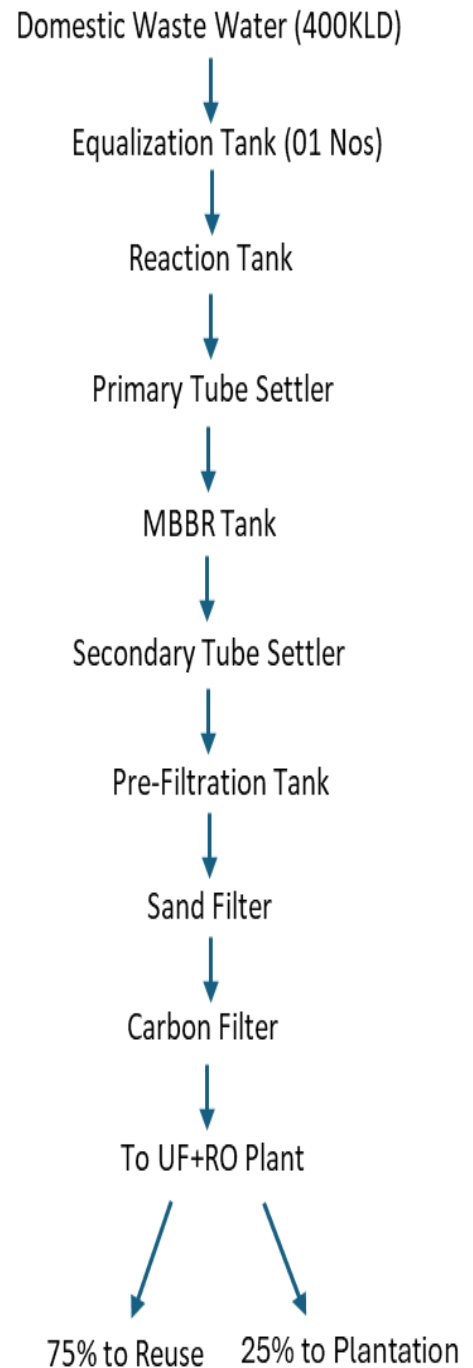 Domestic Waste Water (400KLD)
Equalization Tank (01 Nos)
Reaction Tank
Primary Tube Settler
MBBR Tank
Secondary Tube Settler
Pre-Filtration Tank
Sand Filter
Carbon Filter
To UF+RO Plant
75% to Reuse
25% to Plantation